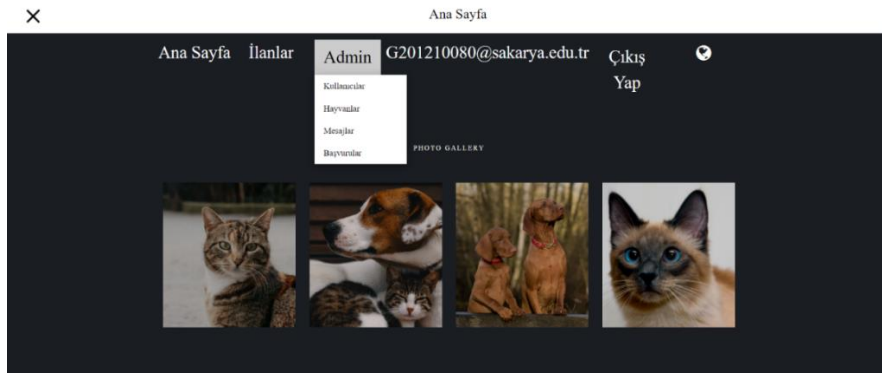 Ana Sayfa
Ana Sayfa İlanlar Admin G201210080@sakarya.edu.tr Çıkış
Yap
Kullanıcılar
Hayvanlar
Mesajlar
Başvurular
PHOTO GALLERY